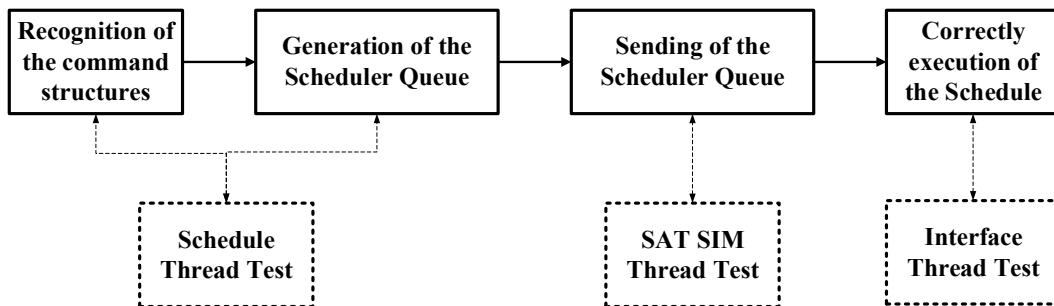 Recognition of
the command
structures
Generation of the
Scheduler Queue
Sending of the
Scheduler Queue
Correctly
execution of
the Schedule
Schedule
Thread Test
SAT SIM
Thread Test
Interface
Thread Test